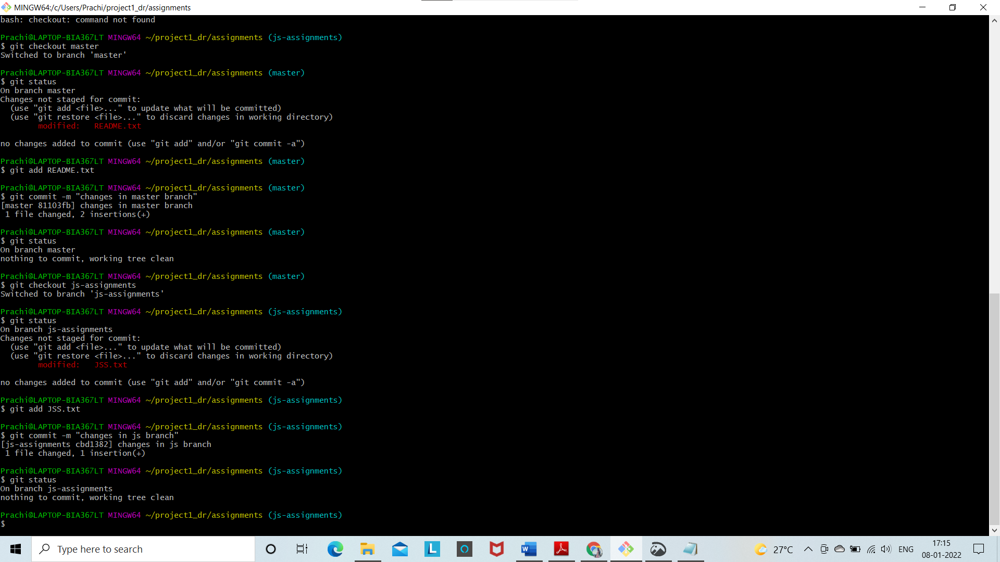 MINGW64:/c/Users/Prachi/project1_dr/assignments
bash: checkout: command not found
Prachi@LAPTOP-BIA367LT MINGW64 ~/project1_dr/assignments (js-assignments)
$ git checkout master
Switched to branch 'master'
Prachi@LAPTOP-BIA367LT MINGW64 ~/project1_dr/assignments (master)
$ git status
On branch master
Changes not staged for commit:
  (use "git add <file>..." to update what will be committed)
  (use "git restore <file>..." to discard changes in working directory)
        modified:   README.txt
no changes added to commit (use "git add" and/or "git commit -a")
Prachi@LAPTOP-BIA367LT MINGW64 ~/project1_dr/assignments (master)
$ git add README.txt
Prachi@LAPTOP-BIA367LT MINGW64 ~/project1_dr/assignments (master)
$ git commit -m "changes in master branch"
[master 81103fb] changes in master branch
 1 file changed, 2 insertions(+)
Prachi@LAPTOP-BIA367LT MINGW64 ~/project1_dr/assignments (master)
$ git status
On branch master
nothing to commit, working tree clean
Prachi@LAPTOP-BIA367LT MINGW64 ~/project1_dr/assignments (master)
$ git checkout js-assignments
Switched to branch 'js-assignments'
Prachi@LAPTOP-BIA367LT MINGW64 ~/project1_dr/assignments (js-assignments)
$ git status
On branch js-assignments
Changes not staged for commit:
  (use "git add <file>..." to update what will be committed)
  (use "git restore <file>..." to discard changes in working directory)
        modified:   JSS.txt
no changes added to commit (use "git add" and/or "git commit -a")
Prachi@LAPTOP-BIA367LT MINGW64 ~/project1_dr/assignments (js-assignments)
$ git add JSS.txt
Prachi@LAPTOP-BIA367LT MINGW64 ~/project1_dr/assignments (js-assignments)
$ git commit -m "changes in js branch"
[js-assignments cbd1382] changes in js branch
 1 file changed, 1 insertion(+)
Prachi@LAPTOP-BIA367LT MINGW64 ~/project1_dr/assignments (js-assignments)
$ git status
On branch js-assignments
nothing to commit, working tree clean
Prachi@LAPTOP-BIA367LT MINGW64 ~/project1_dr/assignments (js-assignments)
$
Type here to search
L
W
27°C
ENG
17:15
08-01-2022